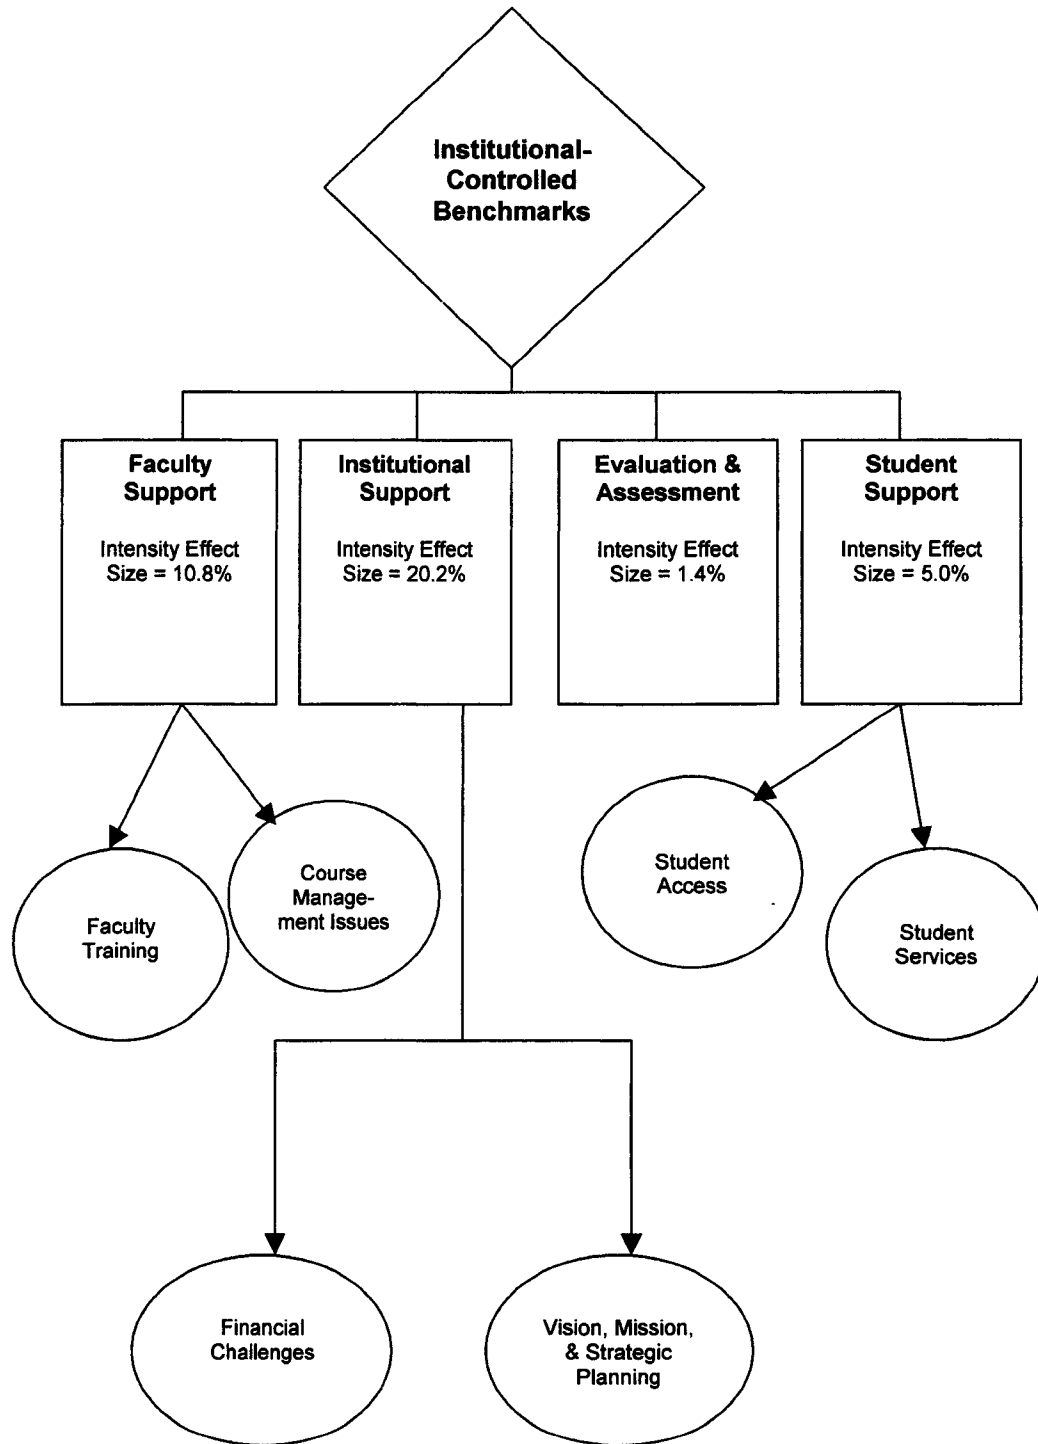 Institutional-
Controlled
Benchmarks
Faculty
Support
Intensity Effect
Size = 10.8%
Institutional
Support
Intensity Effect
Size = 20.2%
Evaluation &
Assessment
Intensity Effect
Size = 1.4%
Student
Support
Intensity Effect
Size = 5.0%
Faculty
Training
Course
Manage-
ment Issues
Student
Access
Student
Services
Financial
Challenges
Vision, Mission,
& Strategic
Planning